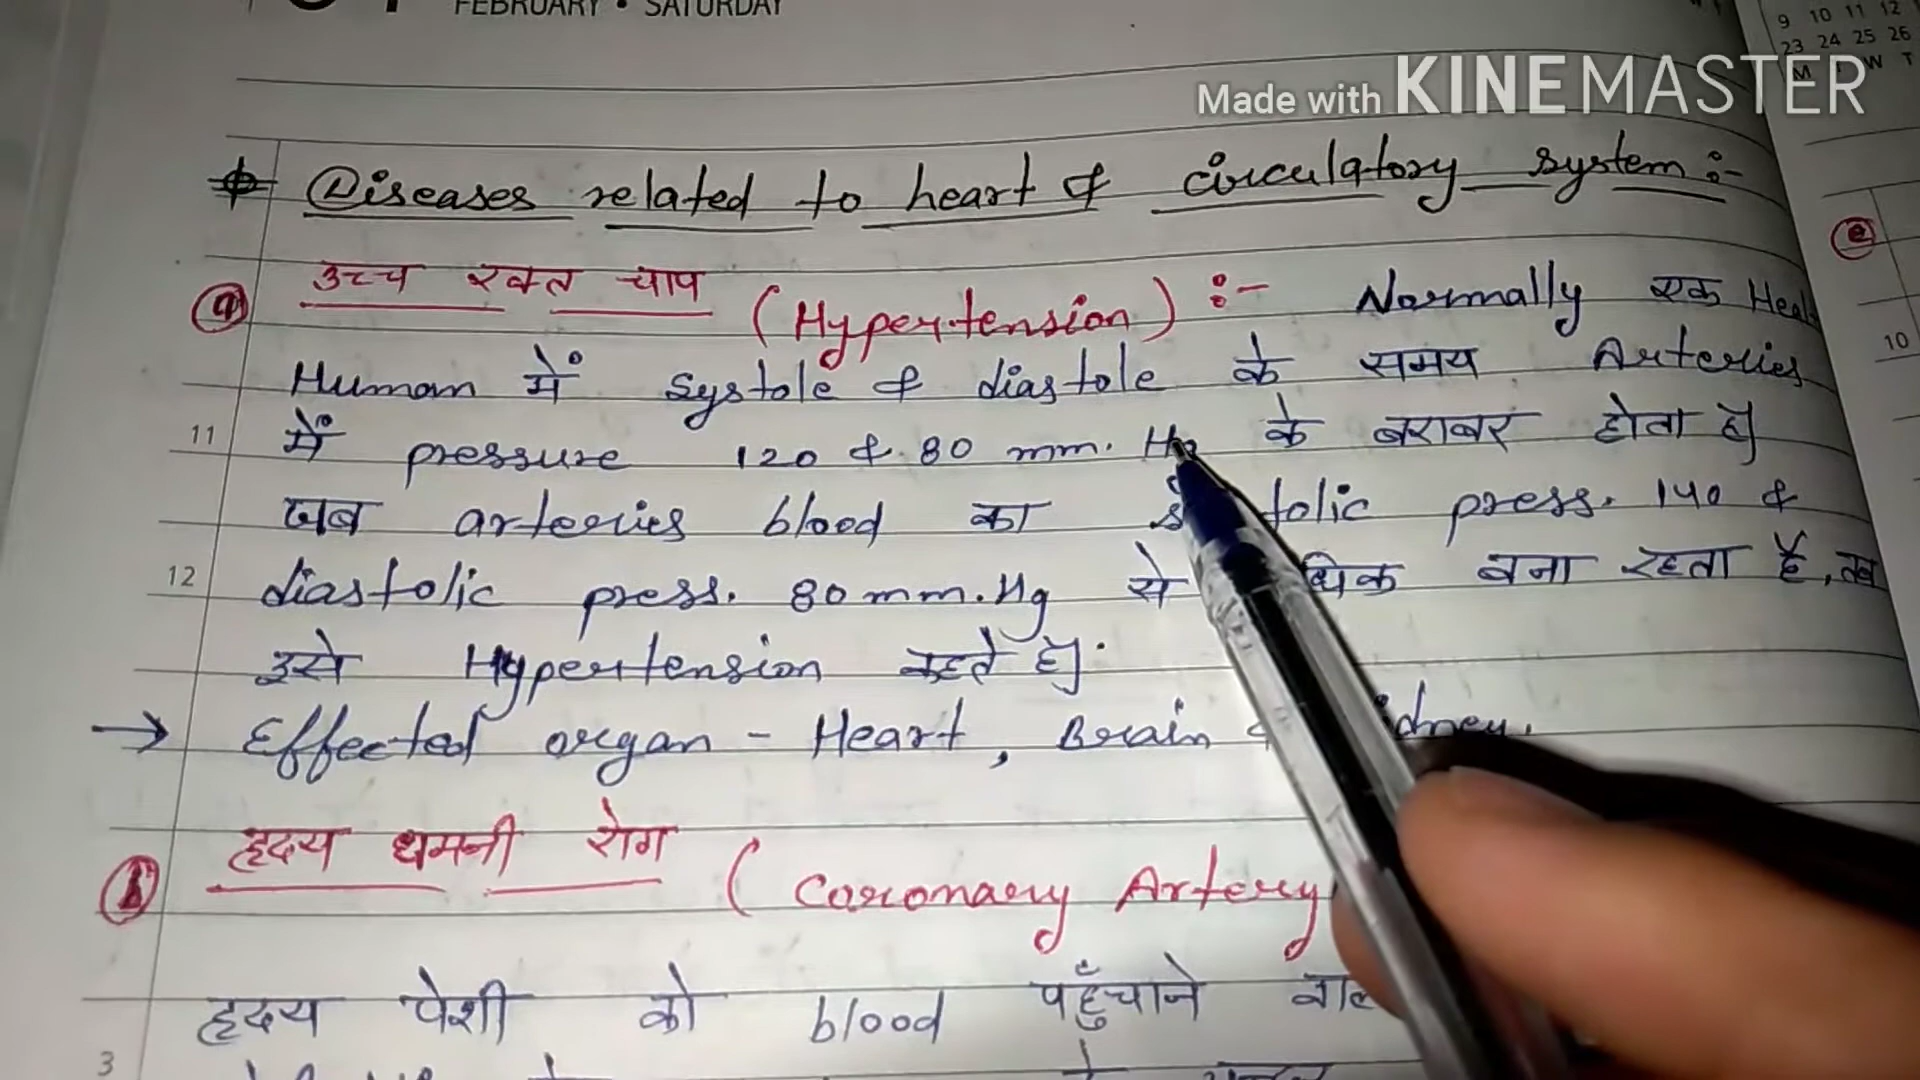 FEBRUARY • SATURDAY
9 10 11 12
23 24 25 26
M W T
Made with KINEMASTER
Diseases related to heart & circulatory system :-
a उच्च रक्त चाप (Hypertension) :- Normally एक
Human में systole & diastole के समय Arteries
11 में pressure 120 & 80 mm. के बराबर होता है।
जब arteries blood का press. 140 &
12 diastolic press. 80 mm. Hg से बना रहता है, तब
उसे Hypertension कहते है।
→ Effected organ - Heart, Brain
b हृदय धमनी रोग (Coronary Artery
हृदय पेशी को blood पहुँचाने
3
e
10